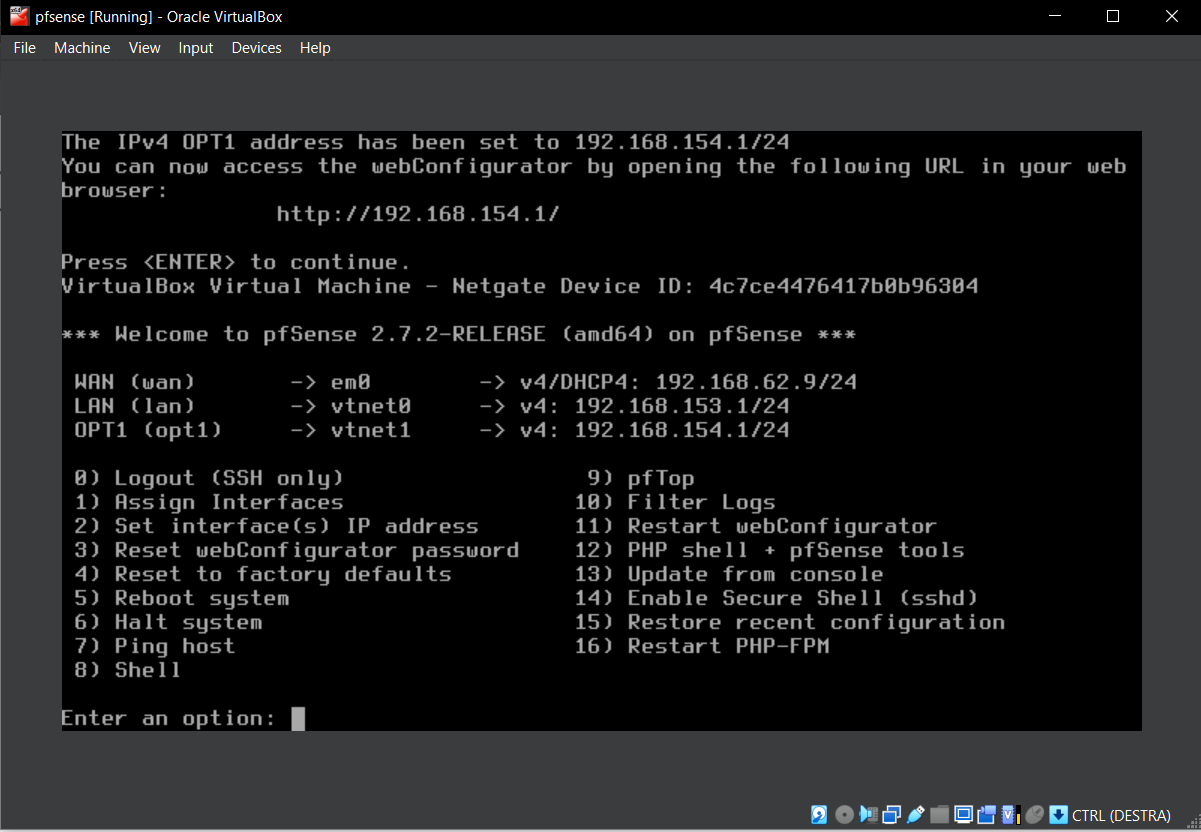 pfsense [Running] - Oracle VirtualBox
File Machine View Input Devices Help
The IPv4 OPT1 address has been set to 192.168.154.1/24
You can now access the webConfigurator by opening the following URL in your web
browser:
http://192.168.154.1/
Press <ENTER> to continue.
VirtualBox Virtual Machine - Netgate Device ID: 4c7ce4476417b0b96304
*** Welcome to pfSense 2.7.2-RELEASE (amd64) on pfSense ***
WAN (wan) -> em0 -> v4/DHCP4: 192.168.62.9/24
LAN (lan) -> vtnet0 -> v4: 192.168.153.1/24
OPT1 (opt1) -> vtnet1 -> v4: 192.168.154.1/24
0) Logout (SSH only) 9) pfTop
1) Assign Interfaces 10) Filter Logs
2) Set interface(s) IP address 11) Restart webConfigurator
3) Reset webConfigurator password 12) PHP shell + pfSense tools
4) Reset to factory defaults 13) Update from console
5) Reboot system 14) Enable Secure Shell (sshd)
6) Halt system 15) Restore recent configuration
7) Ping host 16) Restart PHP-FPM
8) Shell
Enter an option:
CTRL (DESTRA)